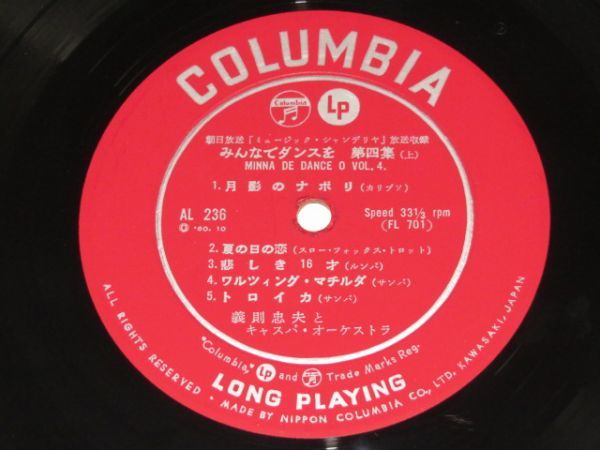 COLUMBIA
Columbia
LP
朝日放送『ミュージック・シャンデリヤ』放送収録
みんなでダンスを 第四集(上)
MINNA DE DANCE O VOL. 4.
1. 月影のナポリ(カリプソ)
AL 236
Speed 33⅓ rpm
© '60. 10
(FL 701)
2. 夏の日の恋(スロー・フォックス・トロット)
3. 悲しき 16 才(ルンバ)
4. ワルツィング・マチルダ(サンバ)
5. トロイカ(サンバ)
義則忠夫と
キャスバ・オーケストラ
"Columbia," LP and Trade Marks Reg.
LONG PLAYING
ALL RIGHTS RESERVED • MADE BY NIPPON COLUMBIA CO., LTD. KAWASAKI, JAPAN